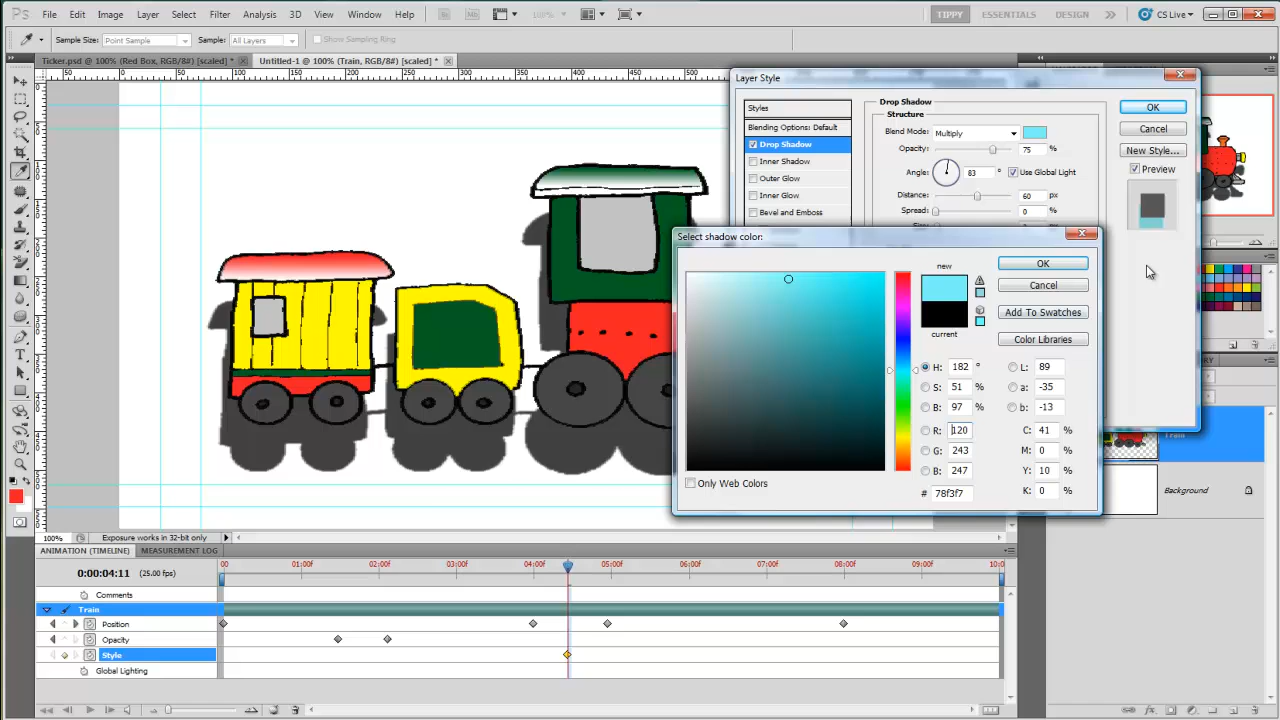 Ps File Edit Image Layer Select Filter Analysis 3D View Window Help Br Mb 100% TIPPY ESSENTIALS DESIGN CS Live
Sample Size: Point Sample Sample: All Layers Show Sampling Ring
Ticker.psd @ 100% (Red Box, RGB/8#) [scaled] * Untitled-1 @ 100% (Train, RGB/8#) [scaled] *
Layer Style
Styles
Blending Options: Default
Drop Shadow
Inner Shadow
Outer Glow
Inner Glow
Bevel and Emboss
Drop Shadow
Structure
Blend Mode: Multiply
Opacity: 75 %
Angle: 83 ° Use Global Light
Distance: 60 px
Spread: 0 %
OK
Cancel
New Style...
Preview
Select shadow color:
new
current
OK
Cancel
Add To Swatches
Color Libraries
H: 182 ° L: 89
S: 51 % a: -35
B: 97 % b: -13
R: 120 C: 41 %
G: 243 M: 0 %
B: 247 Y: 10 %
# 78f3f7 K: 0 %
Only Web Colors
Train
Background
100% Exposure works in 32-bit only
ANIMATION (TIMELINE) MEASUREMENT LOG
0:00:04:11 (25.00 fps) 00 01:00f 02:00f 03:00f 04:00f 05:00f 06:00f 07:00f 08:00f 09:00f 10:0
Comments
Train
Position
Opacity
Style
Global Lighting